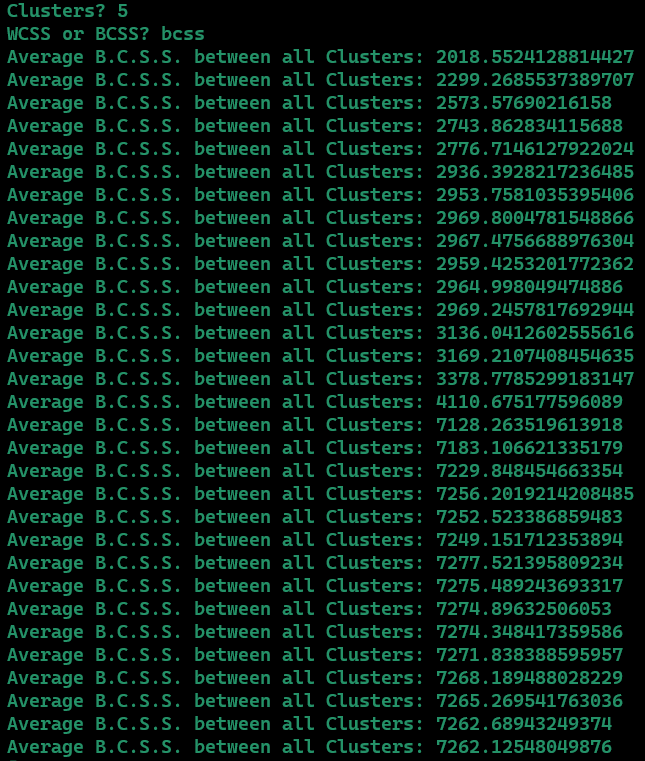 Clusters? 5
WCSS or BCSS? bcss
Average B.C.S.S. between all Clusters: 2018.5524128814427
Average B.C.S.S. between all Clusters: 2299.2685537389707
Average B.C.S.S. between all Clusters: 2573.57690216158
Average B.C.S.S. between all Clusters: 2743.862834115688
Average B.C.S.S. between all Clusters: 2776.7146127922024
Average B.C.S.S. between all Clusters: 2936.3928217236485
Average B.C.S.S. between all Clusters: 2953.7581035395406
Average B.C.S.S. between all Clusters: 2969.8004781548866
Average B.C.S.S. between all Clusters: 2967.4756688976304
Average B.C.S.S. between all Clusters: 2959.4253201772362
Average B.C.S.S. between all Clusters: 2964.998049474886
Average B.C.S.S. between all Clusters: 2969.2457817692944
Average B.C.S.S. between all Clusters: 3136.0412602555616
Average B.C.S.S. between all Clusters: 3169.2107408454635
Average B.C.S.S. between all Clusters: 3378.7785299183147
Average B.C.S.S. between all Clusters: 4110.675177596089
Average B.C.S.S. between all Clusters: 7128.263519613918
Average B.C.S.S. between all Clusters: 7183.106621335179
Average B.C.S.S. between all Clusters: 7229.848454663354
Average B.C.S.S. between all Clusters: 7256.2019214208485
Average B.C.S.S. between all Clusters: 7252.523386859483
Average B.C.S.S. between all Clusters: 7249.151712353894
Average B.C.S.S. between all Clusters: 7277.521395809234
Average B.C.S.S. between all Clusters: 7275.489243693317
Average B.C.S.S. between all Clusters: 7274.89632506053
Average B.C.S.S. between all Clusters: 7274.348417359586
Average B.C.S.S. between all Clusters: 7271.838388595957
Average B.C.S.S. between all Clusters: 7268.189488028229
Average B.C.S.S. between all Clusters: 7265.269541763036
Average B.C.S.S. between all Clusters: 7262.68943249374
Average B.C.S.S. between all Clusters: 7262.12548049876